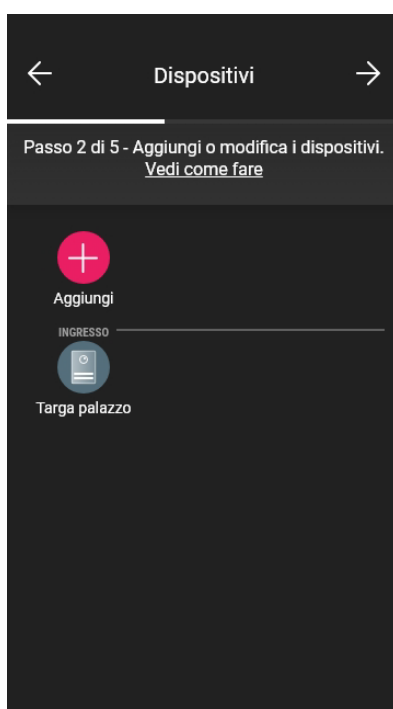 Dispositivi
Passo 2 di 5 - Aggiungi o modifica i dispositivi.
Vedi come fare
Aggiungi
INGRESSO
Targa palazzo